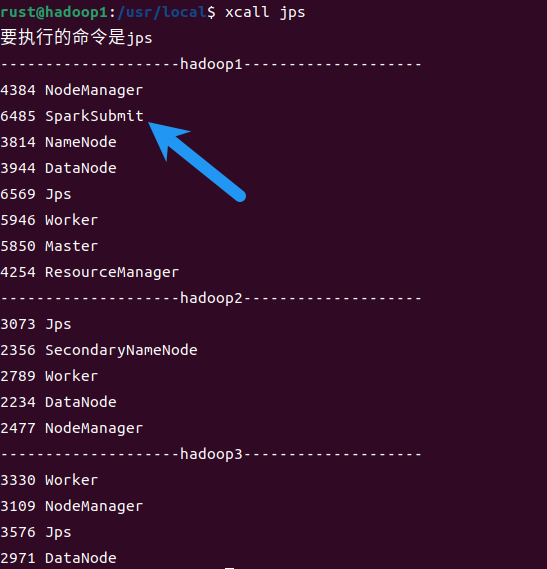 rust@hadoop1:/usr/local$ xcall jps
要执行的命令是jps
--------------------hadoop1--------------------
4384 NodeManager
6485 SparkSubmit
3814 NameNode
3944 DataNode
6569 Jps
5946 Worker
5850 Master
4254 ResourceManager
--------------------hadoop2--------------------
3073 Jps
2356 SecondaryNameNode
2789 Worker
2234 DataNode
2477 NodeManager
--------------------hadoop3--------------------
3330 Worker
3109 NodeManager
3576 Jps
2971 DataNode